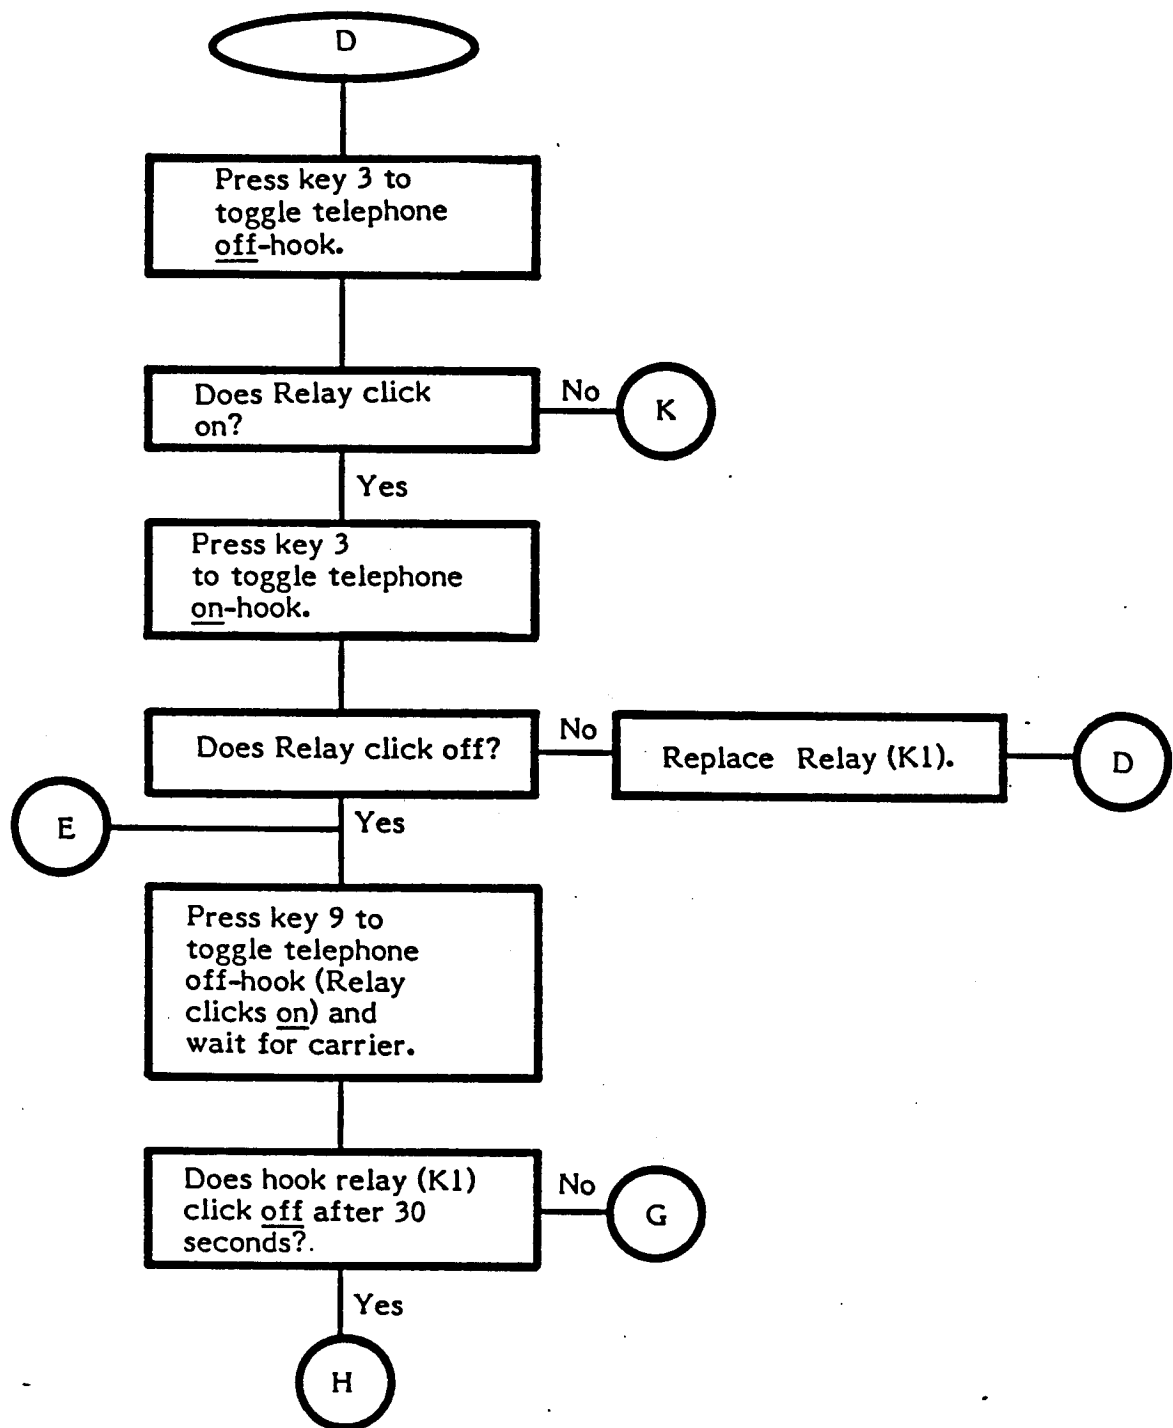 D
Press key 3 to
toggle telephone
off-hook.
Does Relay click
on?
No
K
Yes
Press key 3
to toggle telephone
on-hook.
Does Relay click off?
No
Replace Relay (K1).
D
E
Yes
Press key 9 to
toggle telephone
off-hook (Relay
clicks on) and
wait for carrier.
Does hook relay (K1)
click off after 30
seconds?.
No
G
Yes
H